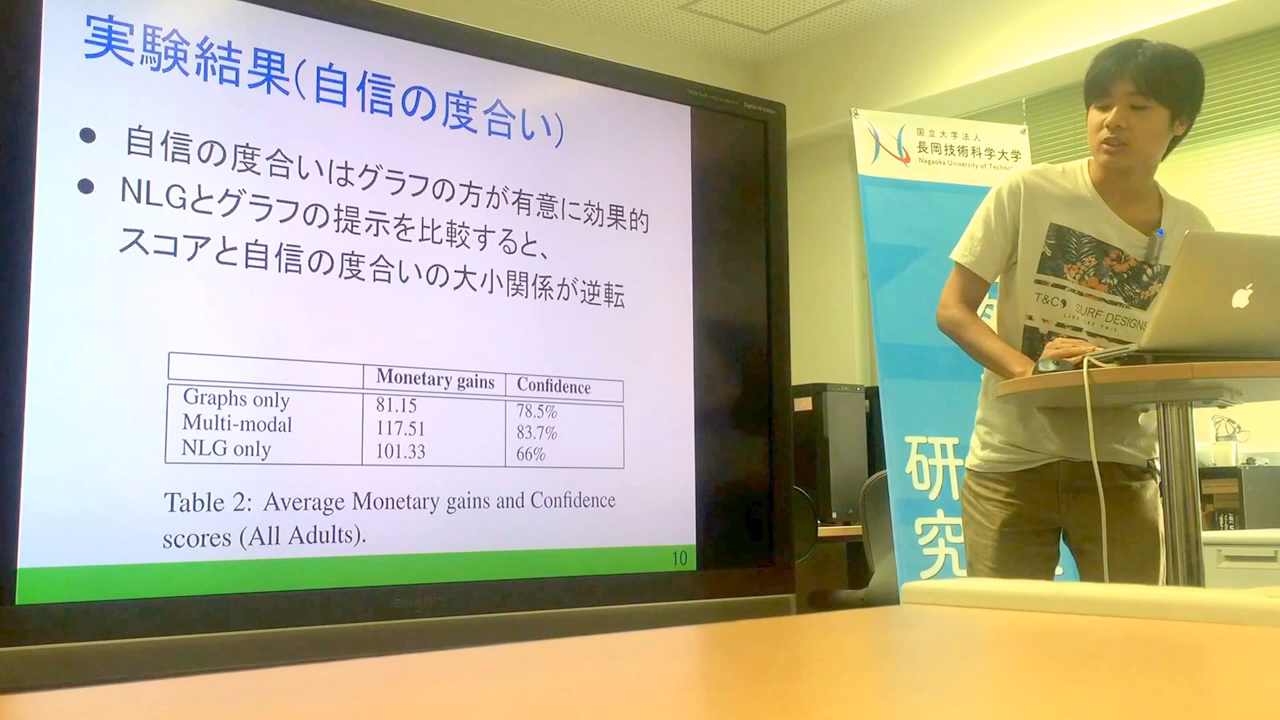 実験結果(自信の度合い)
• 自信の度合いはグラフの方が有意に効果的
• NLGとグラフの提示を比較すると、
スコアと自信の度合いの大小関係が逆転
Monetary gains Confidence
Graphs only 81.15 78.5%
Multi-modal 117.51 83.7%
NLG only 101.33 66%
Table 2: Average Monetary gains and Confidence
scores (All Adults).
10
国立大学法人
長岡技術科学大学
Nagaoka University of Technol
研
究
T&C SURF DESIGNS